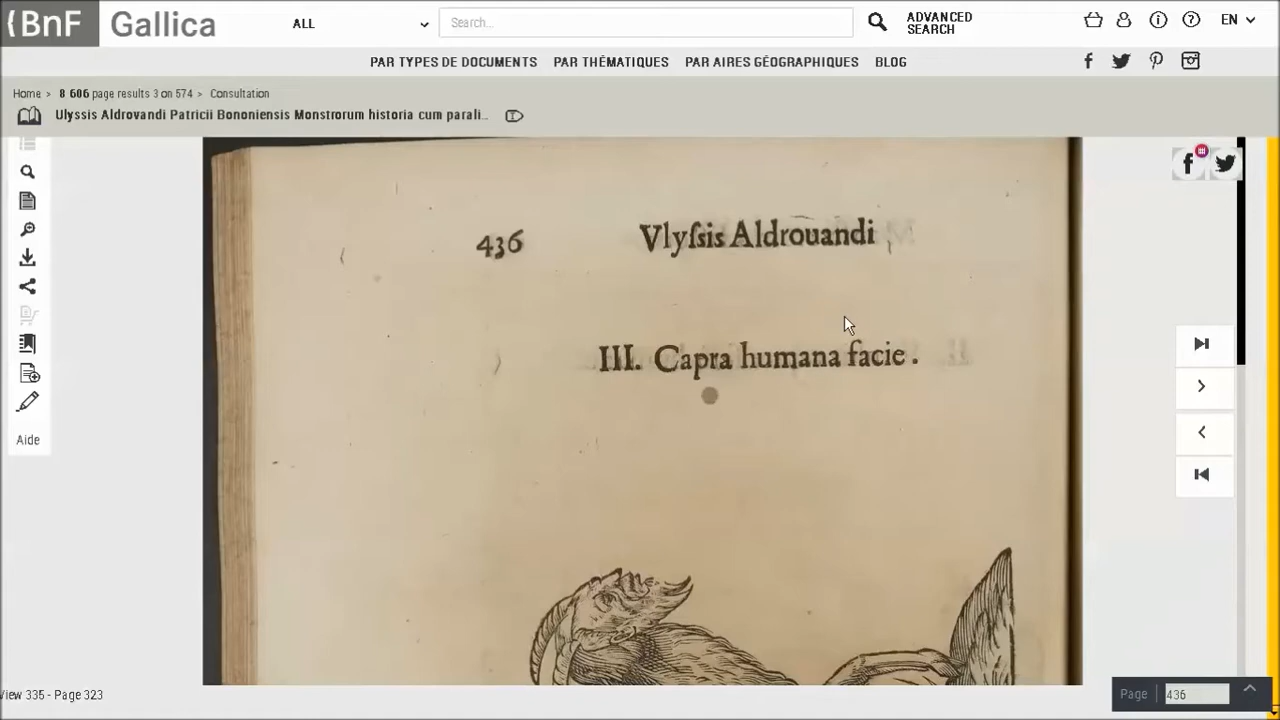 BnF Gallica
ALL
Search...
ADVANCED SEARCH
EN
PAR TYPES DE DOCUMENTS PAR THÉMATIQUES PAR AIRES GÉOGRAPHIQUES BLOG
Home > 8 606 page results 3 on 574 > Consultation
Ulyssis Aldrovandi Patricii Bononiensis Monstrorum historia cum parali..
436 Vlyſsis Aldrouandi
III. Capra humana facie .
Aide
View 335 - Page 323
Page 436